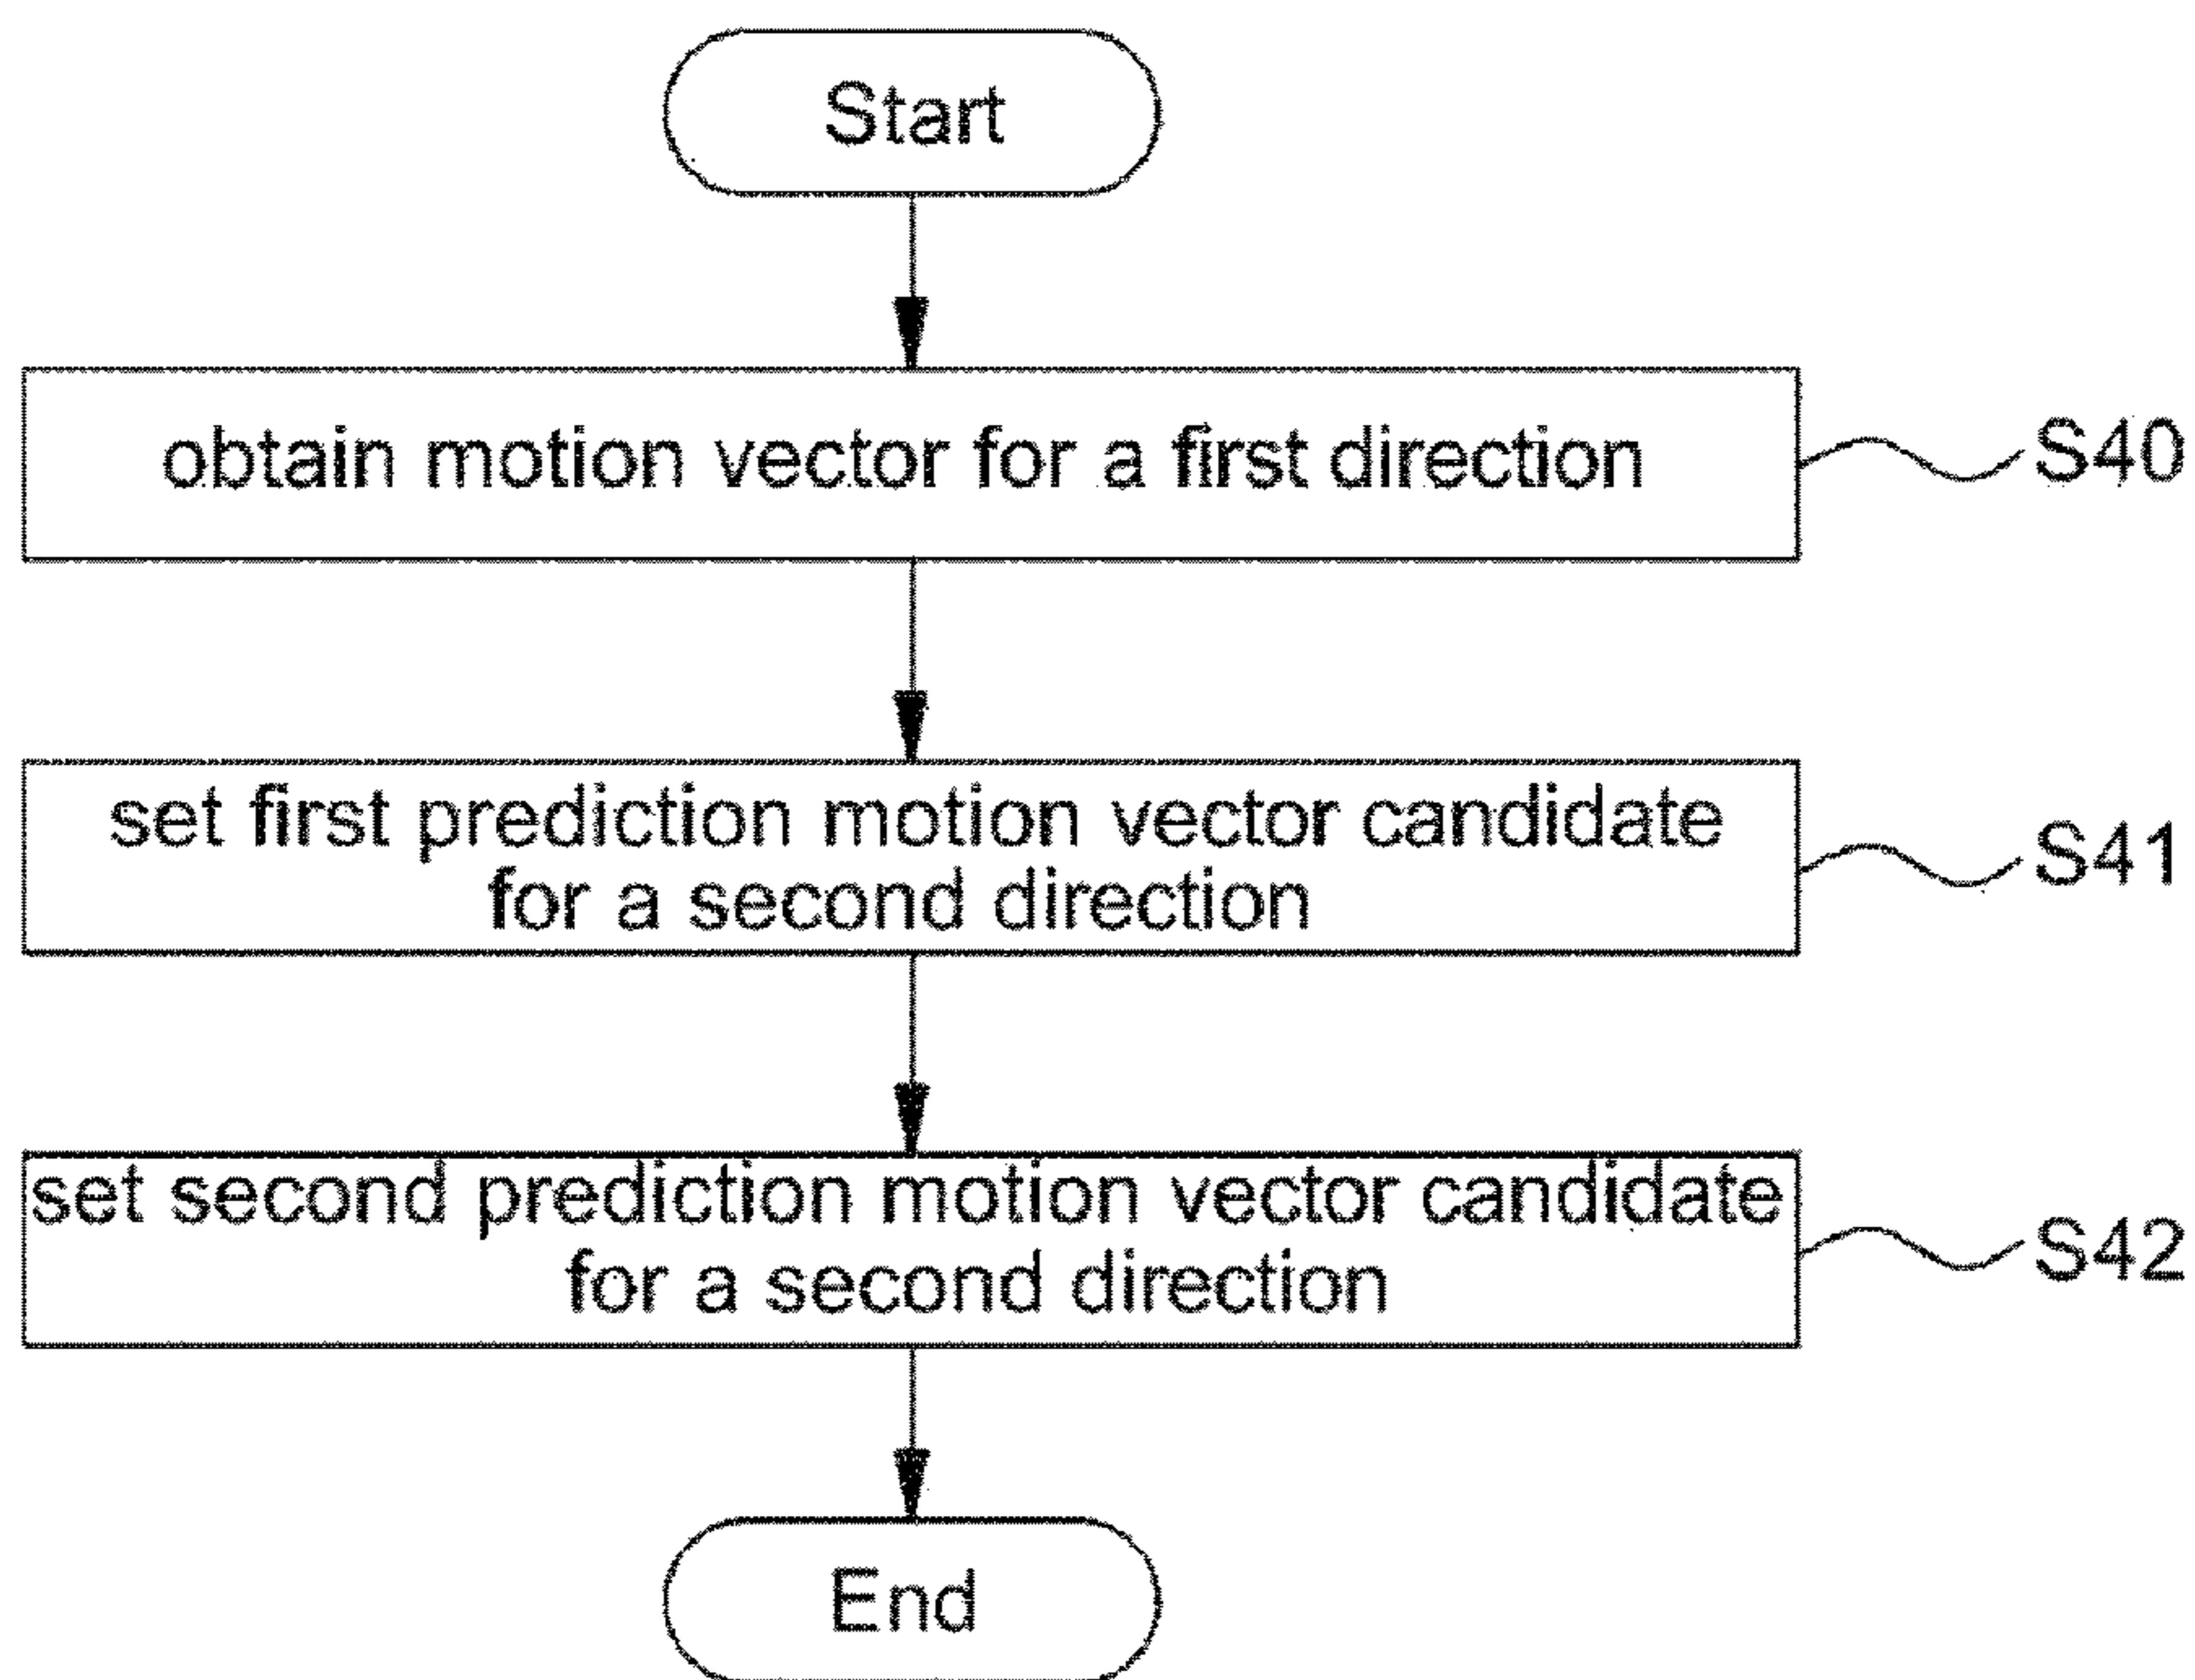 Start
obtain motion vector for a first direction
S40
set first prediction motion vector candidate
for a second direction
S41
set second prediction motion vector candidate
for a second direction
S42
End